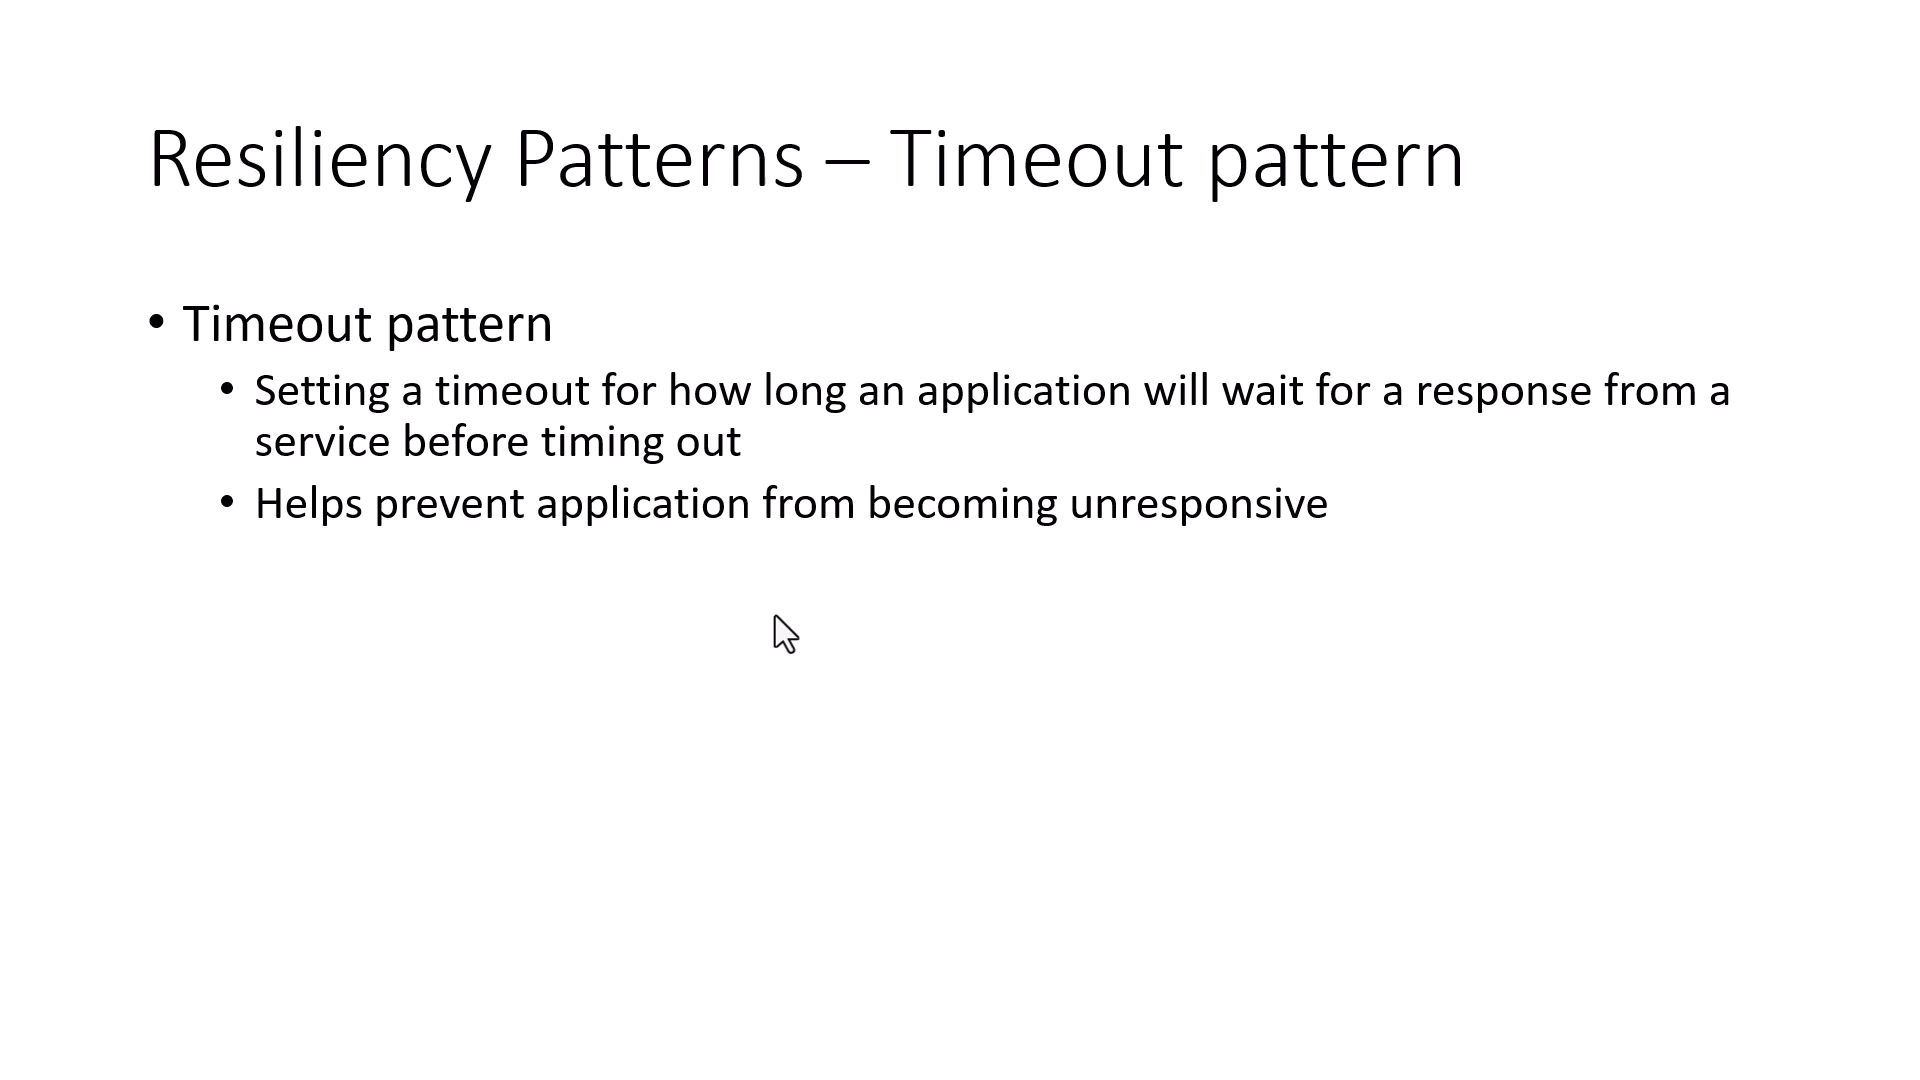 Resiliency Patterns – Timeout pattern
• Timeout pattern
• Setting a timeout for how long an application will wait for a response from a
service before timing out
• Helps prevent application from becoming unresponsive